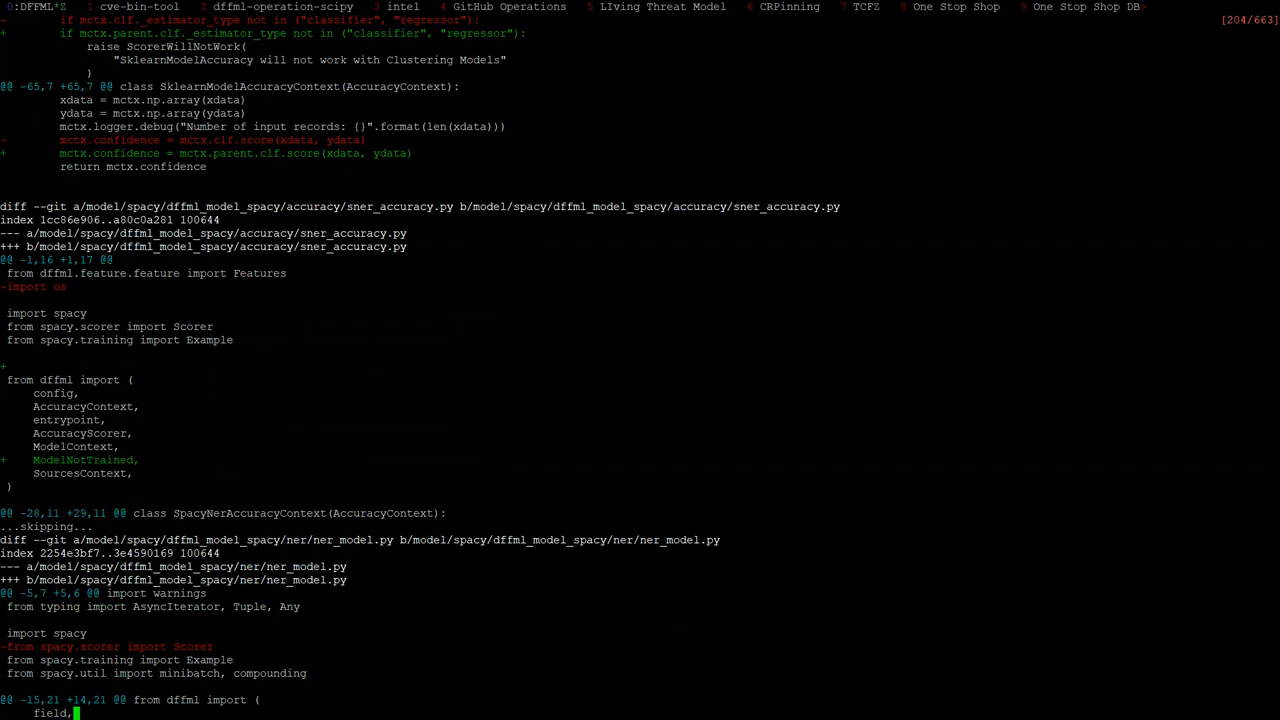 0:DFFML*Z  1 cve-bin-tool  2 dffml-operation-scipy  3 intel  4 GitHub Operations  5 LIving Threat Model  6 CRPinning  7 TCFZ  8 One Stop Shop  9 One Stop Shop DB>
-        if mctx.clf._estimator_type not in ("classifier", "regressor"): [204/663]
+        if mctx.parent.clf._estimator_type not in ("classifier", "regressor"):
             raise ScorerWillNotWork(
                 "SklearnModelAccuracy will not work with Clustering Models"
             )
@@ -65,7 +65,7 @@ class SklearnModelAccuracyContext(AccuracyContext):
         xdata = mctx.np.array(xdata)
         ydata = mctx.np.array(ydata)
         mctx.logger.debug("Number of input records: {}".format(len(xdata)))
-        mctx.confidence = mctx.clf.score(xdata, ydata)
+        mctx.confidence = mctx.parent.clf.score(xdata, ydata)
         return mctx.confidence
diff --git a/model/spacy/dffml_model_spacy/accuracy/sner_accuracy.py b/model/spacy/dffml_model_spacy/accuracy/sner_accuracy.py
index 1cc86e906..a80c0a281 100644
--- a/model/spacy/dffml_model_spacy/accuracy/sner_accuracy.py
+++ b/model/spacy/dffml_model_spacy/accuracy/sner_accuracy.py
@@ -1,16 +1,17 @@
 from dffml.feature.feature import Features
-import os
 import spacy
 from spacy.scorer import Scorer
 from spacy.training import Example
+
 from dffml import (
     config,
     AccuracyContext,
     entrypoint,
     AccuracyScorer,
     ModelContext,
+    ModelNotTrained,
     SourcesContext,
 )
@@ -28,11 +29,11 @@ class SpacyNerAccuracyContext(AccuracyContext):
...skipping...
diff --git a/model/spacy/dffml_model_spacy/ner/ner_model.py b/model/spacy/dffml_model_spacy/ner/ner_model.py
index 2254e3bf7..3e4590169 100644
--- a/model/spacy/dffml_model_spacy/ner/ner_model.py
+++ b/model/spacy/dffml_model_spacy/ner/ner_model.py
@@ -5,7 +5,6 @@ import warnings
 from typing import AsyncIterator, Tuple, Any
 import spacy
-from spacy.scorer import Scorer
 from spacy.training import Example
 from spacy.util import minibatch, compounding
@@ -15,21 +14,21 @@ from dffml import (
     field,